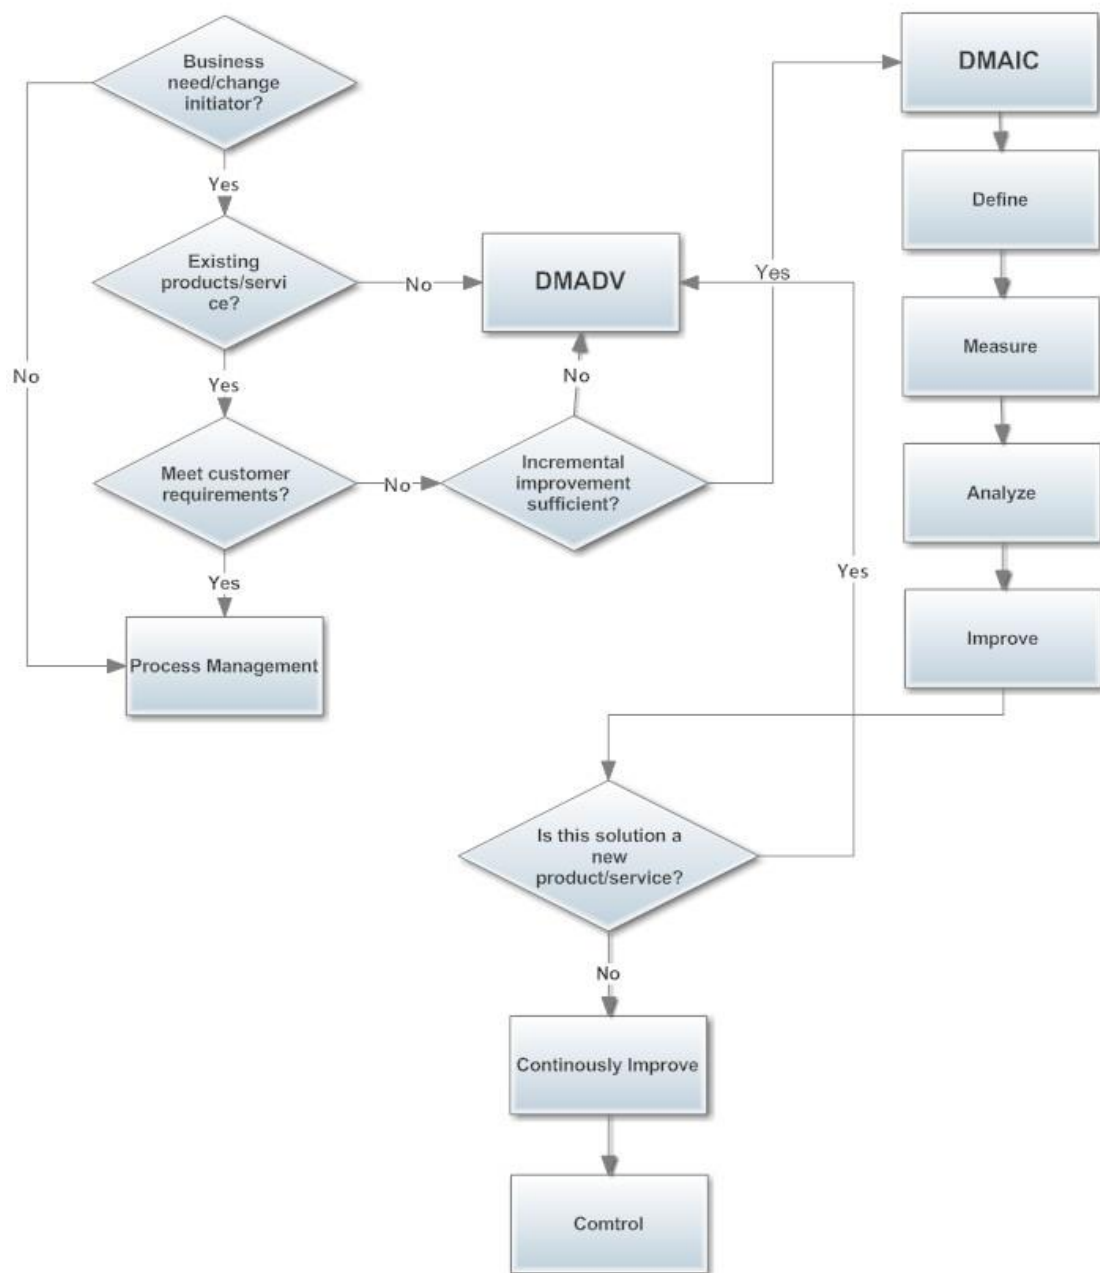 Business
need/change
initiator?
DMAIC
Yes
Define
Existing
products/servi
ce?
No
DMADV
Yes
Measure
No
Yes
No
Meet customer
requirements?
No
Incremental
improvement
sufficient?
Analyze
Yes
Yes
Process Management
Improve
Is this solution a
new
product/service?
No
Continously Improve
Comtrol